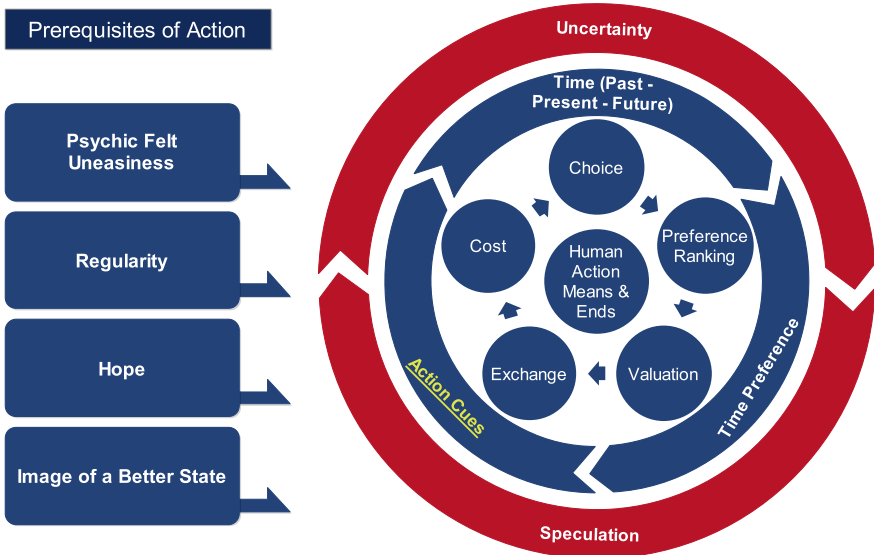 Prerequisites of Action
Psychic Felt
Uneasiness
Regularity
Hope
Image of a Better State
Uncertainty
Time (Past -
Present - Future)
Choice
Preference
Ranking
Valuation
Exchange
Cost
Human
Action
Means &
Ends
Time Preference
Action Cues
Speculation